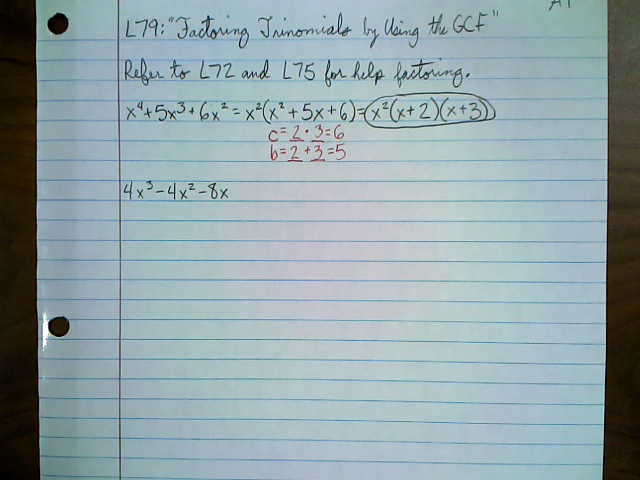 A1
L79: "Factoring Trinomials by Using the GCF"
Refer to L72 and L75 for help factoring.
x⁴+5x³+6x²=x²(x²+5x+6)=x²(x+2)(x+3)
c=2·3=6
b=2+3=5
4x³-4x²-8x